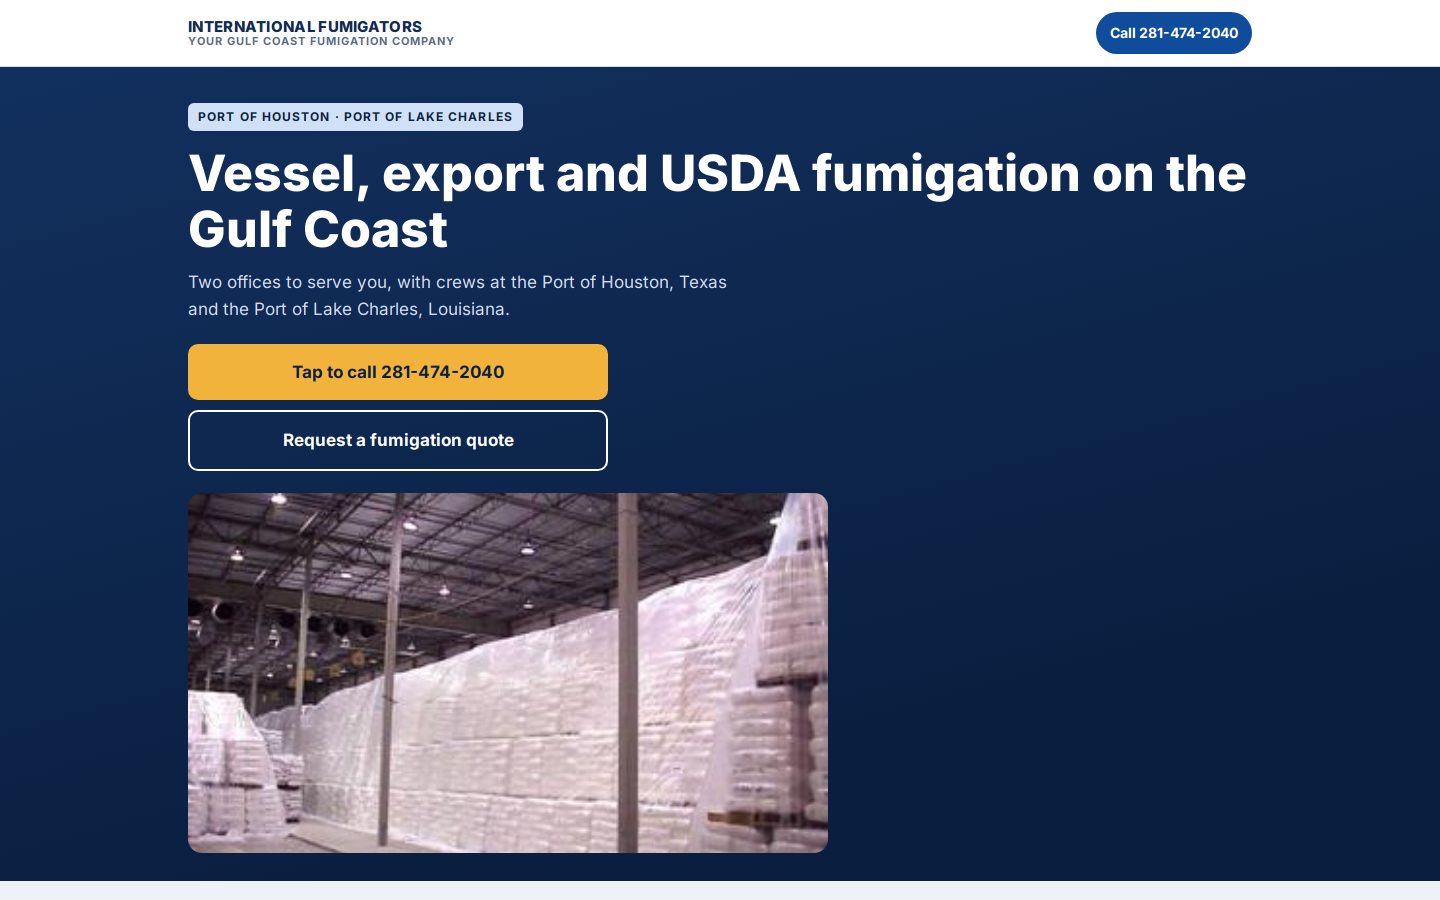 INTERNATIONAL FUMIGATORS
YOUR GULF COAST FUMIGATION COMPANY
Call 281-474-2040
PORT OF HOUSTON · PORT OF LAKE CHARLES
Vessel, export and USDA fumigation on the
Gulf Coast
Two offices to serve you, with crews at the Port of Houston, Texas
and the Port of Lake Charles, Louisiana.
Tap to call 281-474-2040
Request a fumigation quote